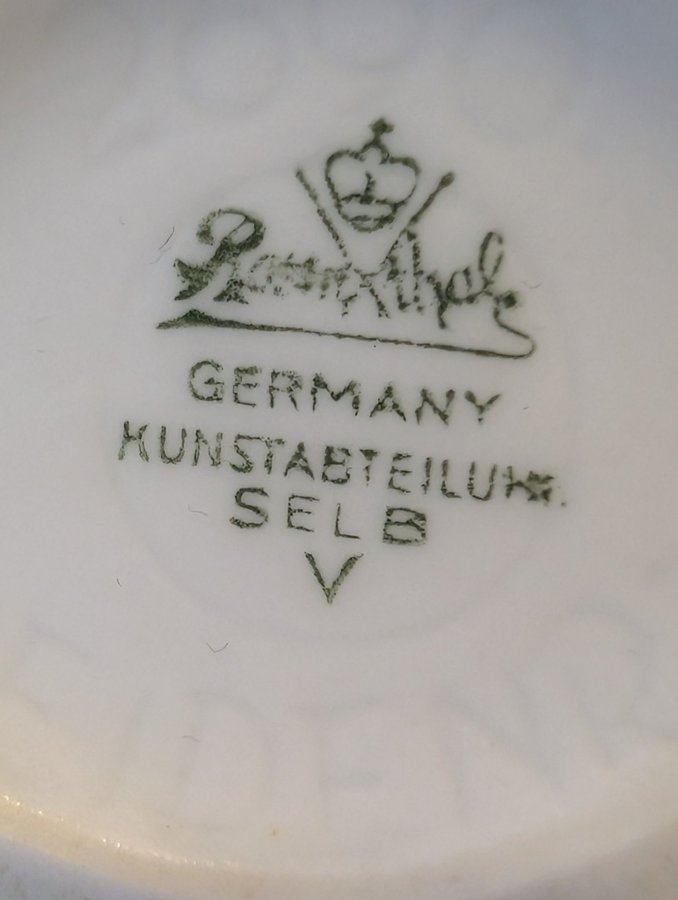 Rosenthal
GERMANY
KUNSTABTEILUNG
SELB
V